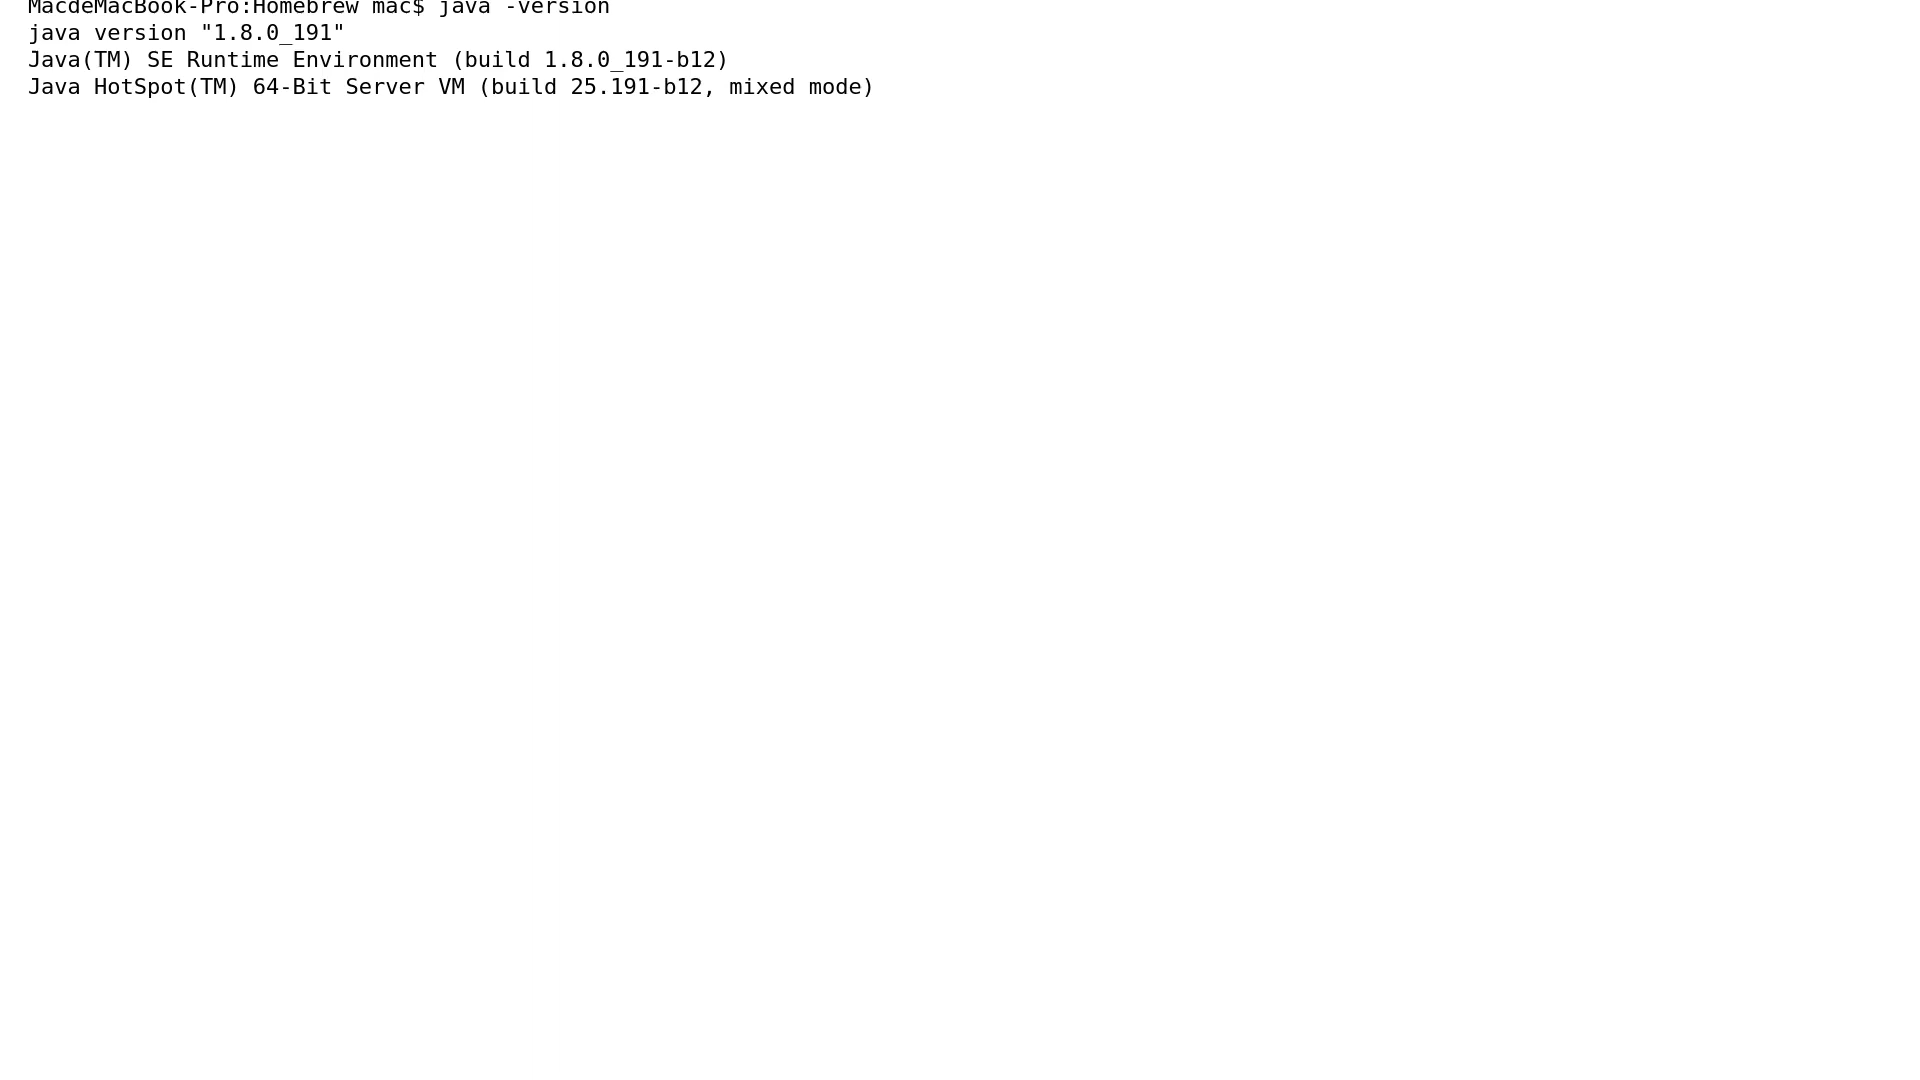 MacdeMacBook-Pro:Homebrew mac$ java -version
java version "1.8.0_191"
Java(TM) SE Runtime Environment (build 1.8.0_191-b12)
Java HotSpot(TM) 64-Bit Server VM (build 25.191-b12, mixed mode)